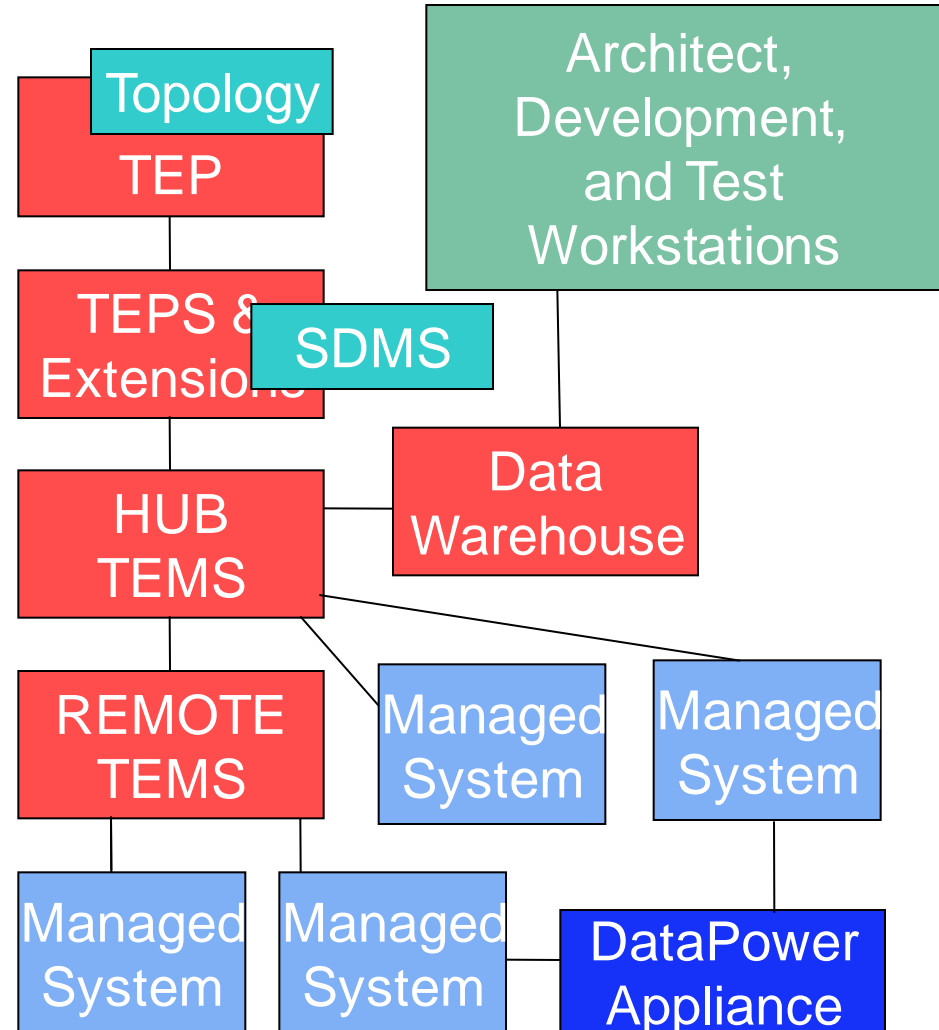 Topology
TEP
Architect,
Development,
and Test
Workstations
TEPS &
Extensions
SDMS
Data
Warehouse
HUB
TEMS
REMOTE
TEMS
Managed
System
Managed
System
Managed
System
Managed
System
DataPower
Appliance